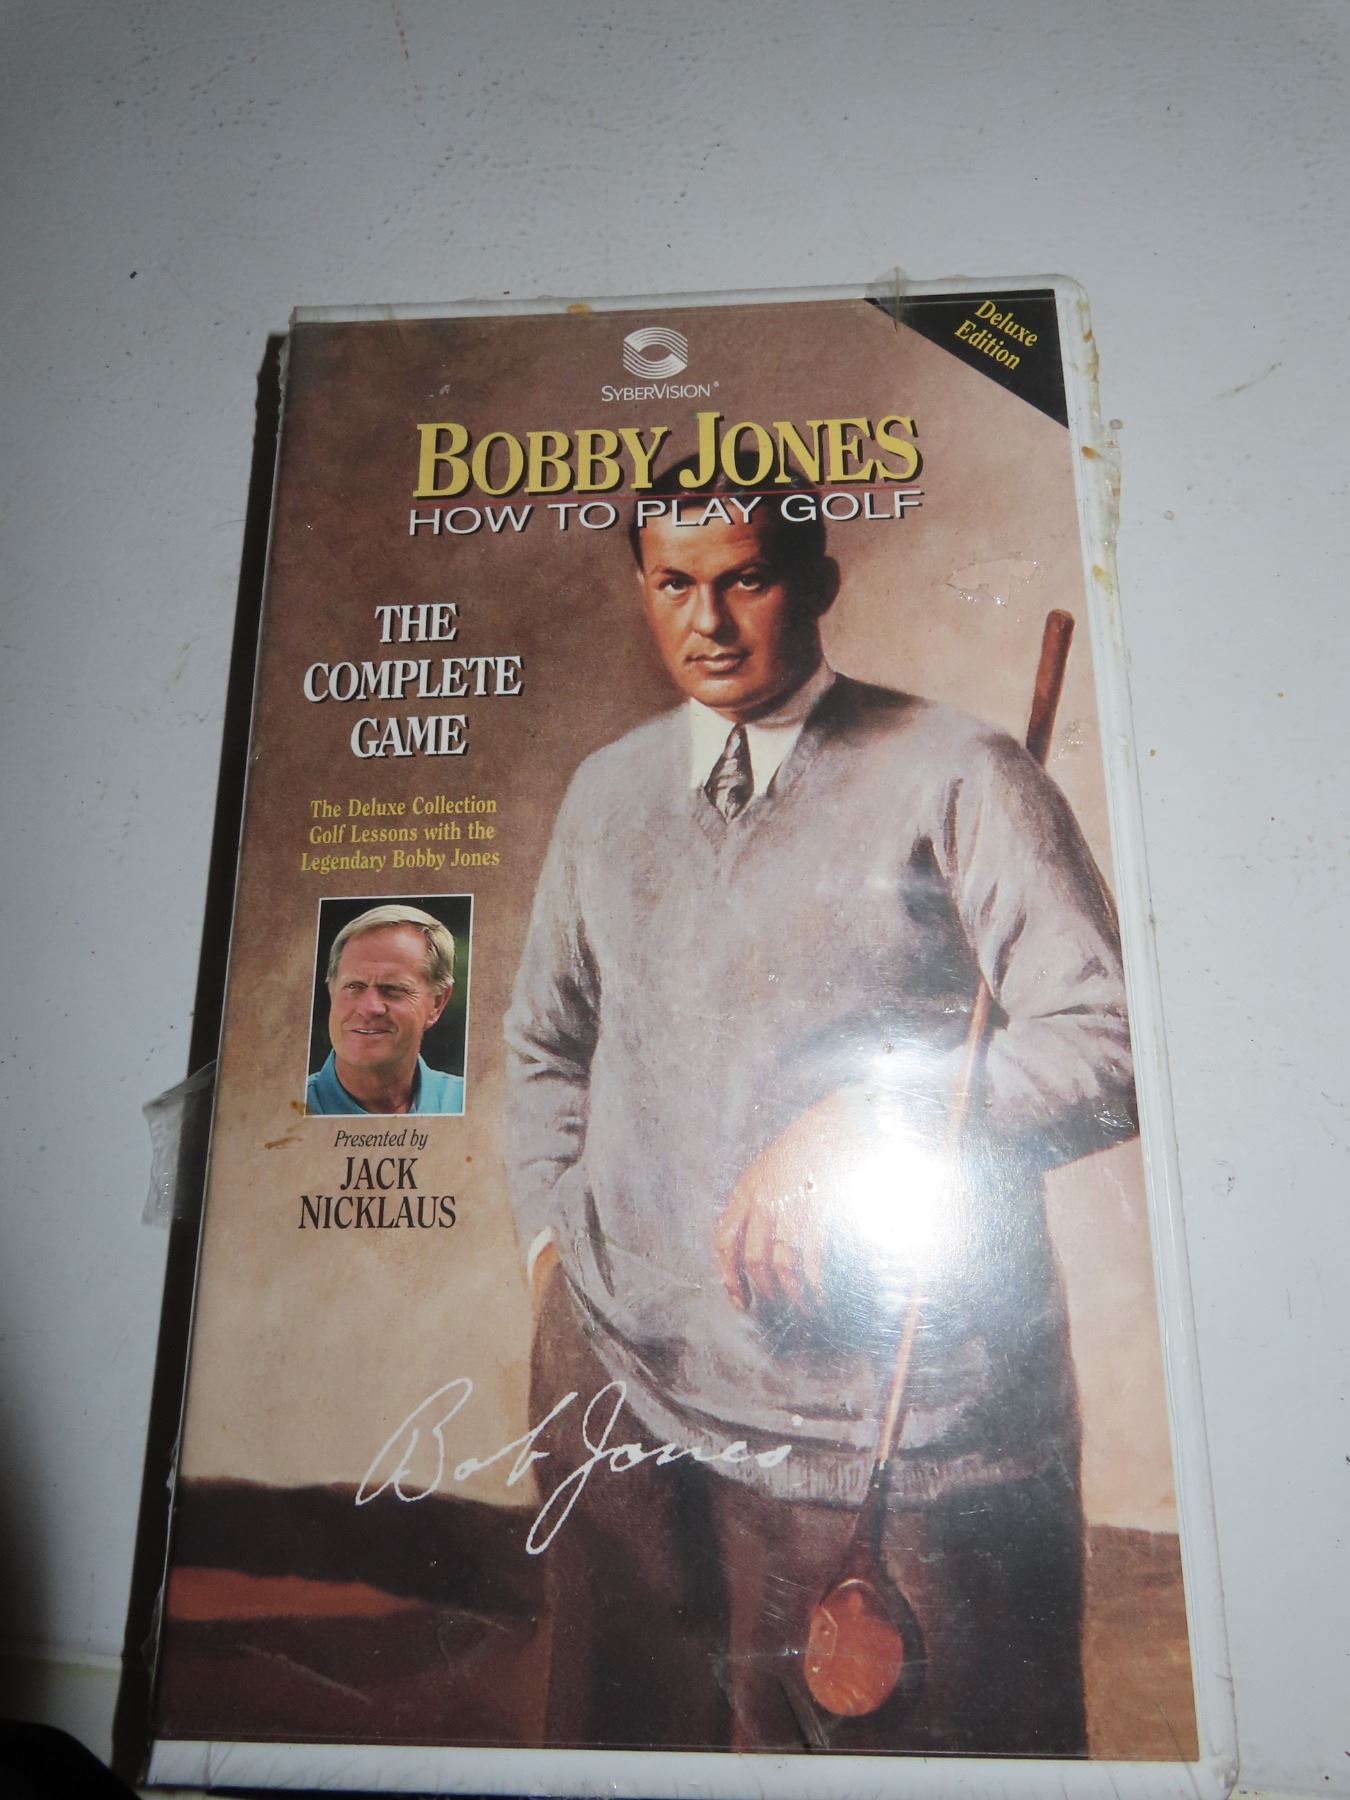 Deluxe
Edition
SYBERVISION®
BOBBY JONES
HOW TO PLAY GOLF
THE
COMPLETE
GAME
The Deluxe Collection
Golf Lessons with the
Legendary Bobby Jones
Presented by
JACK
NICKLAUS
Bob Jones